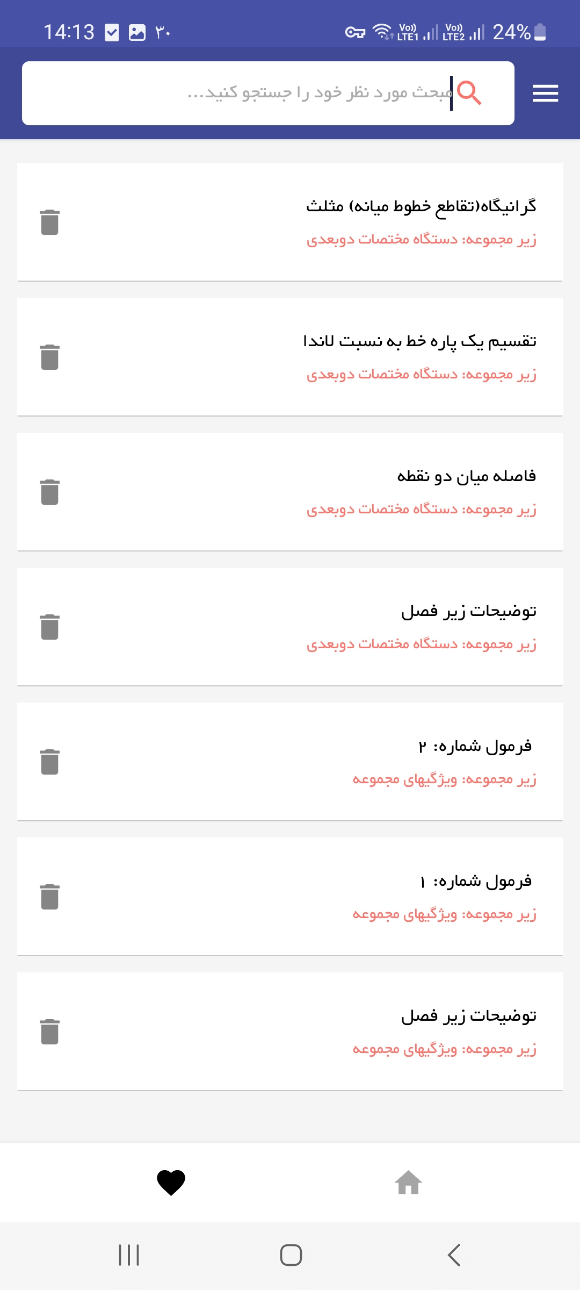 14:13 ۳۰ Vo)) LTE1 Vo)) LTE2 24%
مبحث مورد نظر خود را جستجو کنید...
گرانیگاه(تقاطع خطوط میانه) مثلث
زیر مجموعه: دستگاه مختصات دوبعدی
تقسیم یک پاره خط به نسبت لاندا
زیر مجموعه: دستگاه مختصات دوبعدی
فاصله میان دو نقطه
زیر مجموعه: دستگاه مختصات دوبعدی
توضیحات زیر فصل
زیر مجموعه: دستگاه مختصات دوبعدی
فرمول شماره: ۲
زیر مجموعه: ویژگیهای مجموعه
فرمول شماره: ۱
زیر مجموعه: ویژگیهای مجموعه
توضیحات زیر فصل
زیر مجموعه: ویژگیهای مجموعه